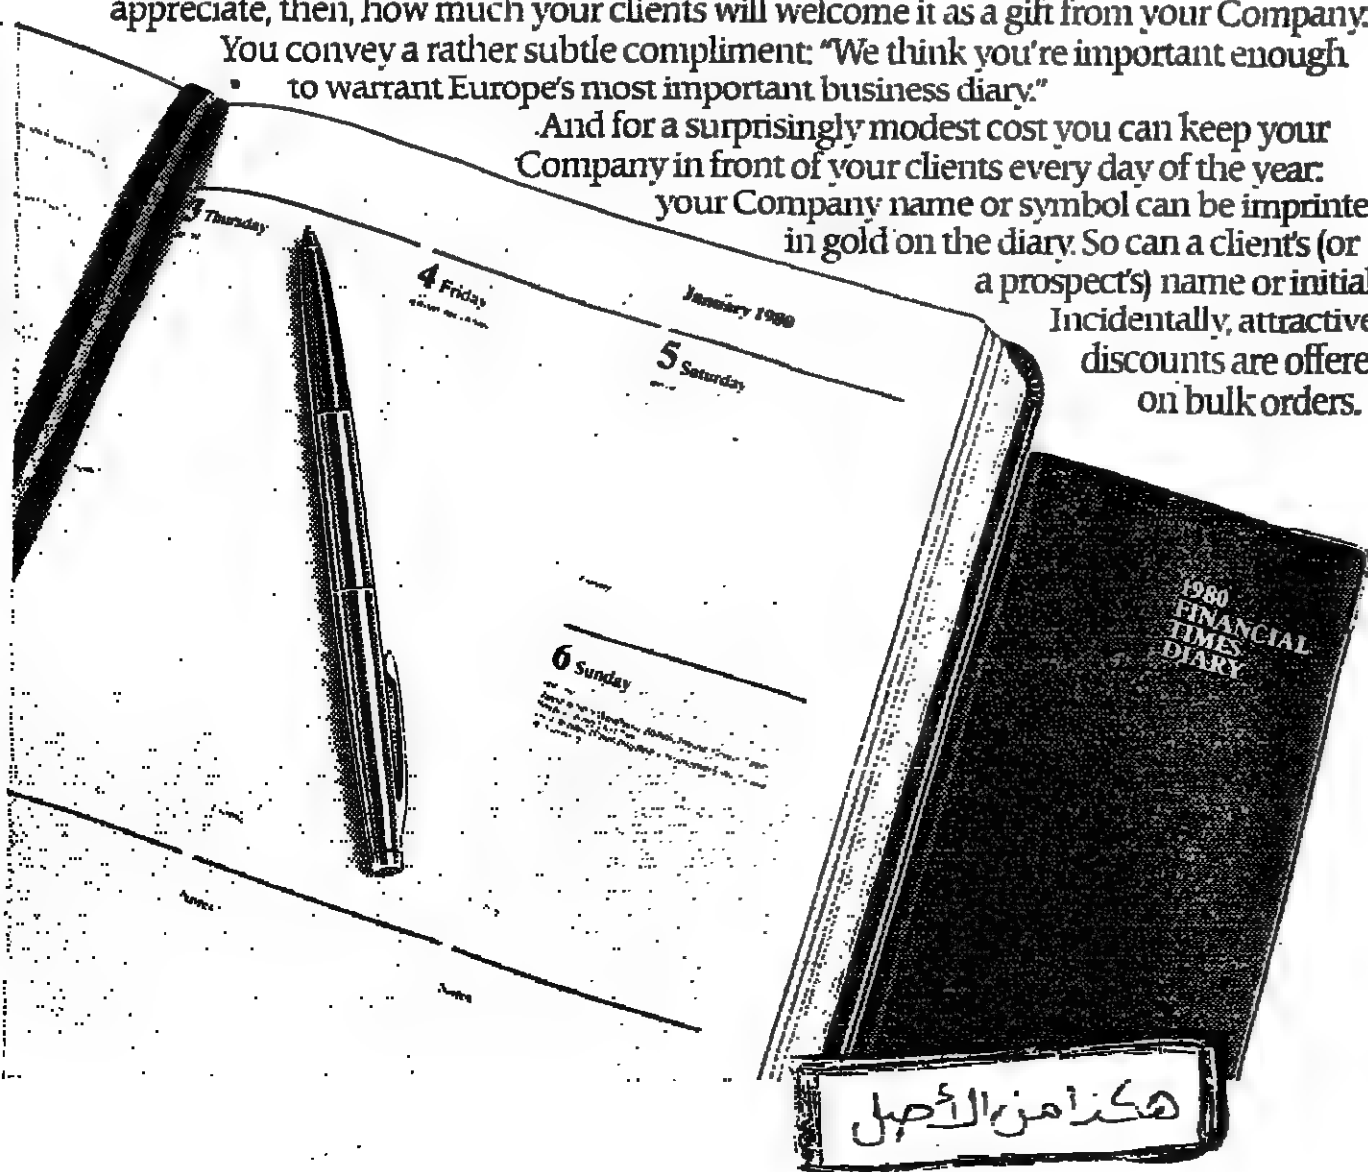 appreciate, then, how much your clients will welcome it as a gift from your Company.
You convey a rather subtle compliment: “We think you're important enough
to warrant Europe's most important business diary.”
And for a surprisingly modest cost you can keep your
Company in front of your clients every day of the year:
your Company name or symbol can be imprinte
in gold on the diary. So can a client's (or
a prospect's) name or initial
Incidentally, attractive
discounts are offere
on bulk orders.
3 Thursday
4 Friday
January 1980
5 Saturday
6 Sunday
Notes
Notes
1980
FINANCIAL
TIMES
DIARY
هكذا من الأصل